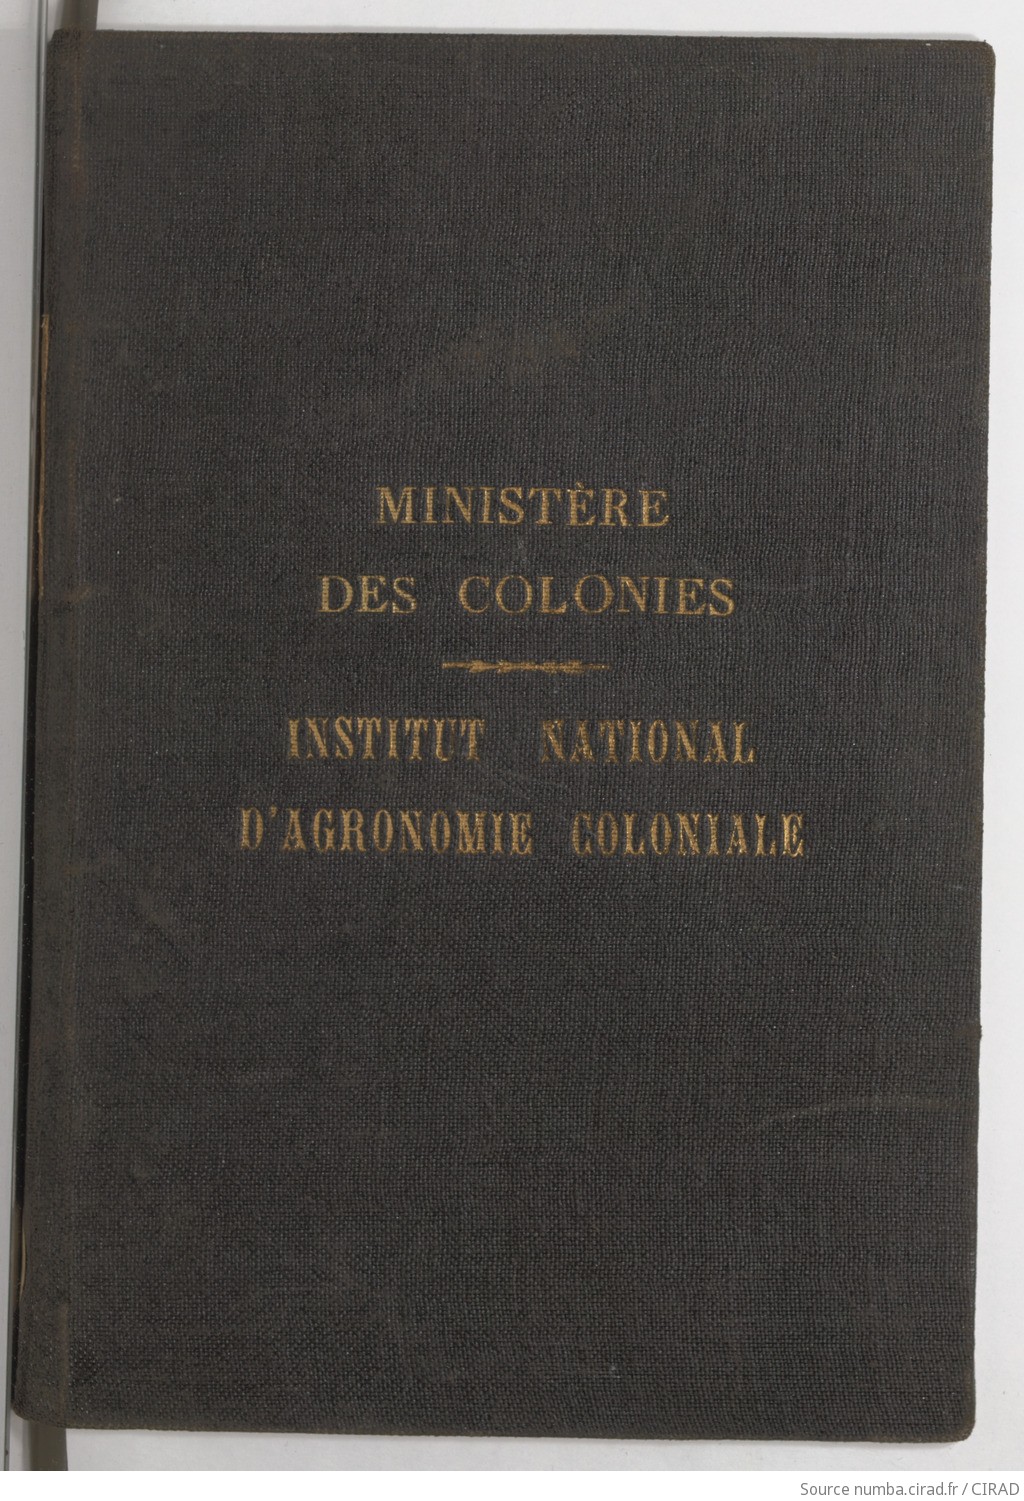 MINISTÈRE
DES COLONIES
INSTITUT NATIONAL
D'AGRONOMIE COLONIALE
Source numba.cirad.fr / CIRAD